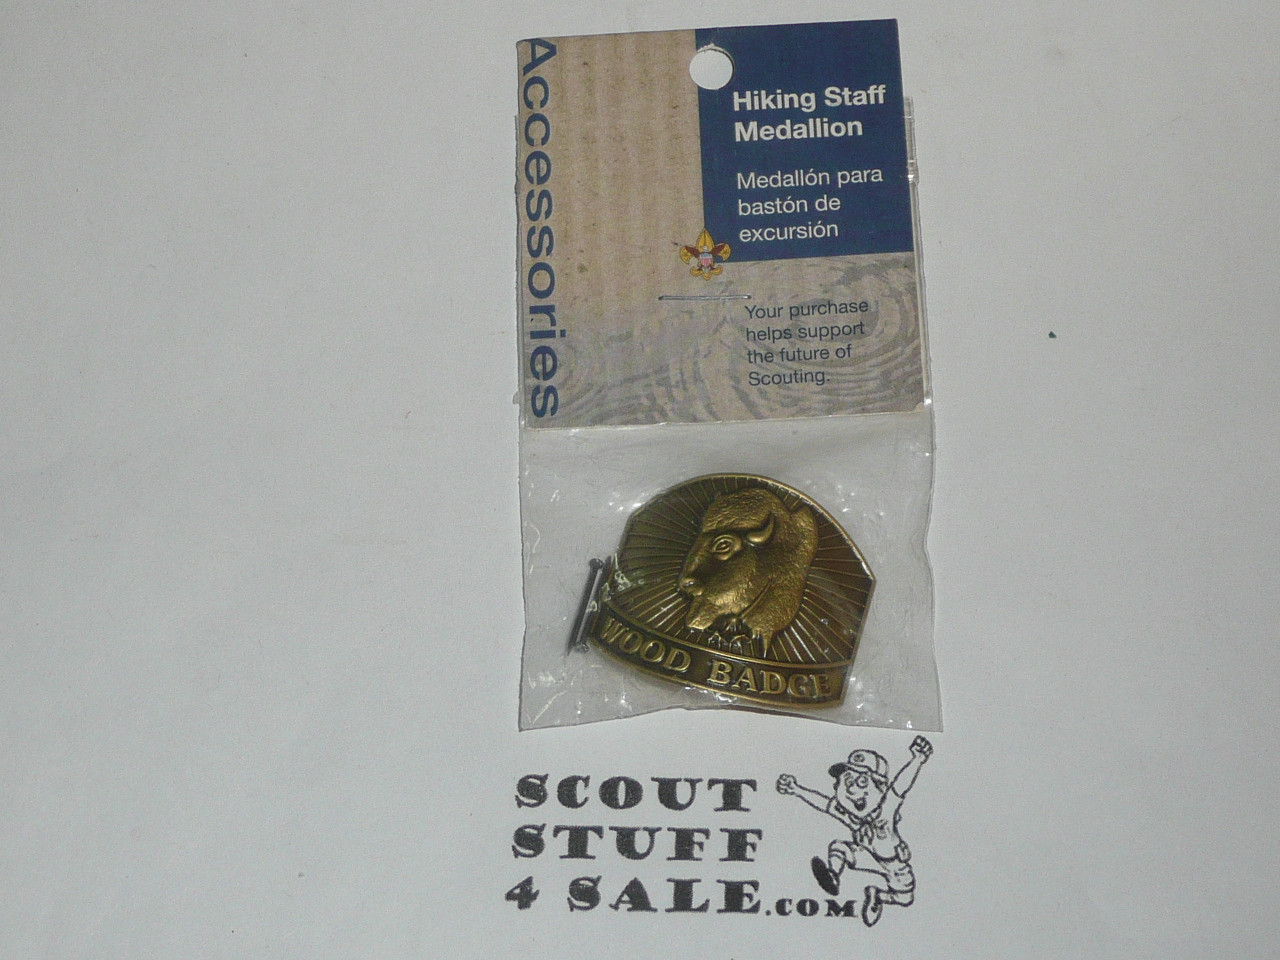 Accessories
Hiking Staff
Medallion
Medallón para
bastón de
excursión
Your purchase
helps support
the future of
Scouting.
WOOD BADGE
SCOUT
STUFF
4 SALE.COM